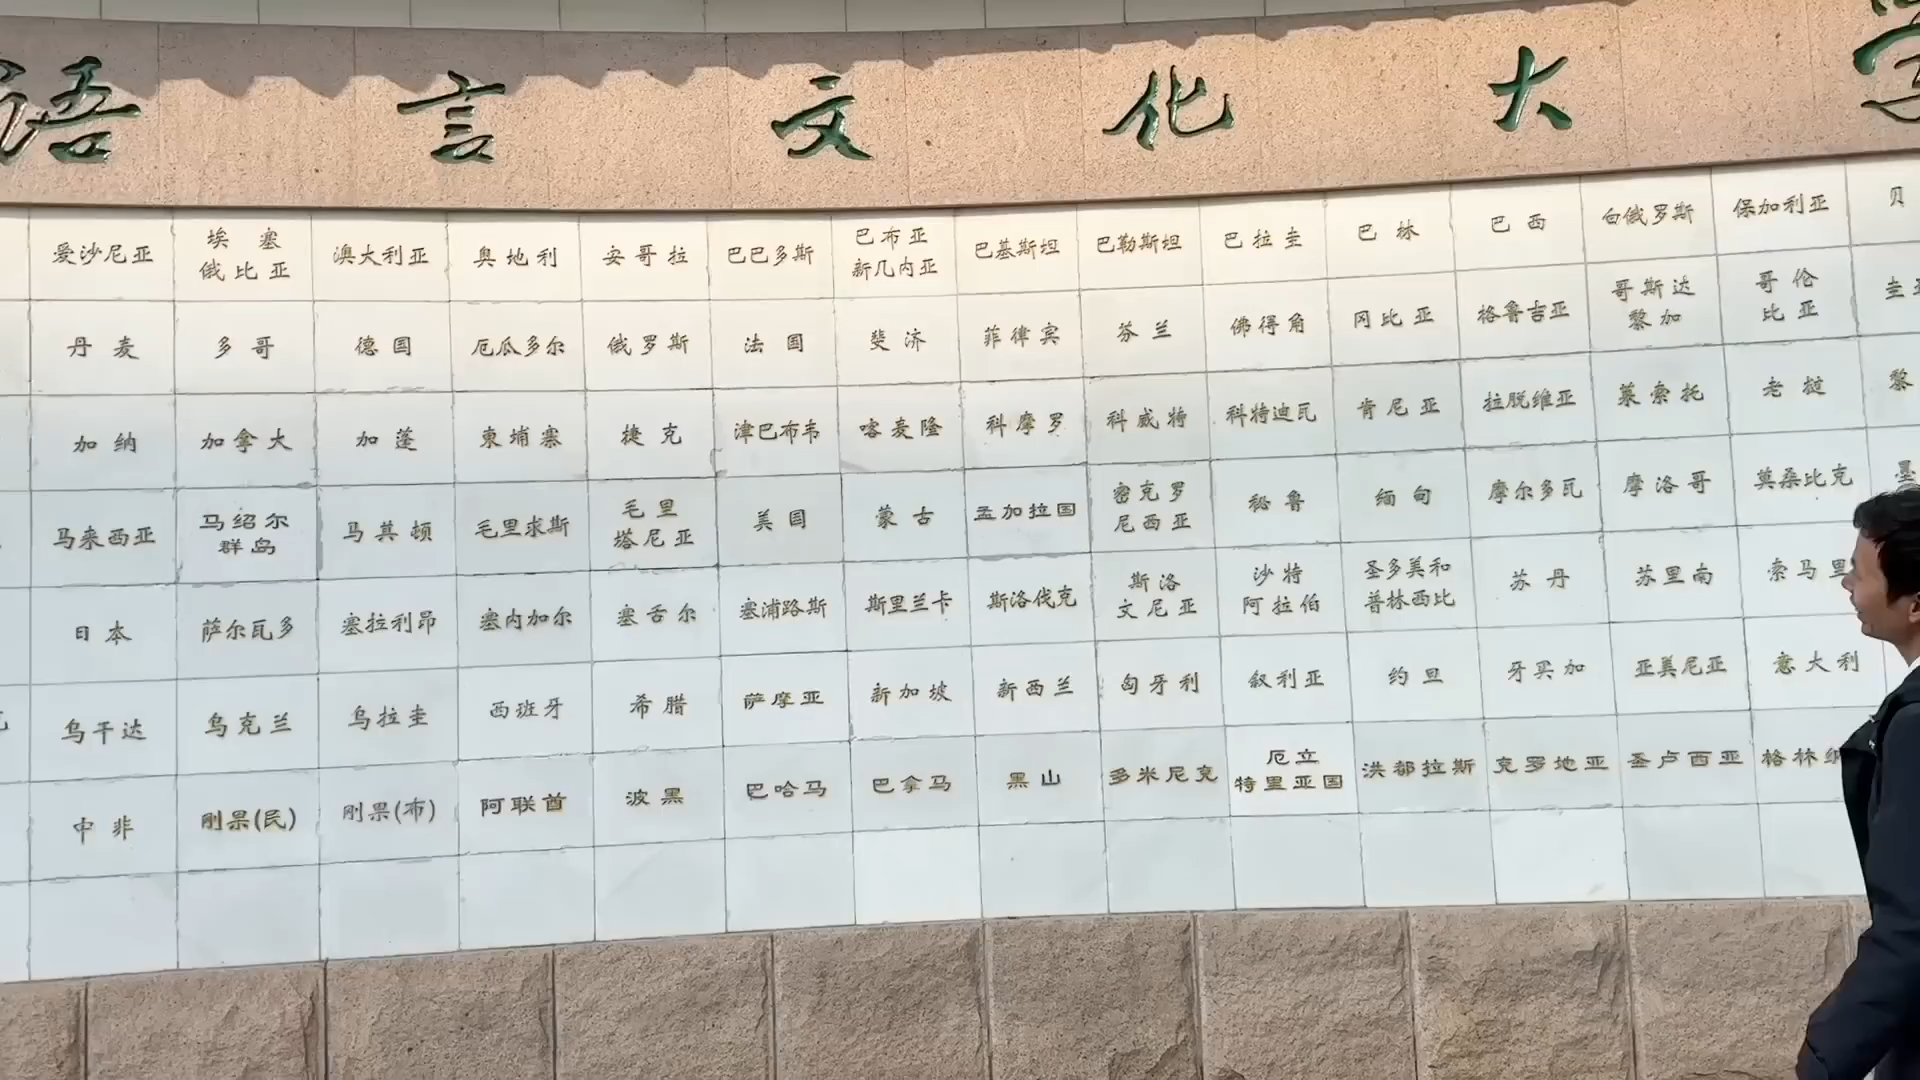 语言文化大学
爱沙尼亚 埃塞俄比亚 澳大利亚 奥地利 安哥拉 巴巴多斯 巴布亚新几内亚 巴基斯坦 巴勒斯坦 巴拉圭 巴林 巴西 白俄罗斯 保加利亚 贝
丹麦 多哥 德国 厄瓜多尔 俄罗斯 法国 斐济 菲律宾 芬兰 佛得角 冈比亚 格鲁吉亚 哥斯达黎加 哥伦比亚 圭
加纳 加拿大 加蓬 柬埔寨 捷克 津巴布韦 喀麦隆 科摩罗 科威特 科特迪瓦 肯尼亚 拉脱维亚 莱索托 老挝 黎
马来西亚 马绍尔群岛 马其顿 毛里求斯 毛里塔尼亚 美国 蒙古 孟加拉国 密克罗尼西亚 秘鲁 缅甸 摩尔多瓦 摩洛哥 莫桑比克 墨
日本 萨尔瓦多 塞拉利昂 塞内加尔 塞舌尔 塞浦路斯 斯里兰卡 斯洛伐克 斯洛文尼亚 沙特阿拉伯 圣多美和普林西比 苏丹 苏里南 索马里
乌干达 乌克兰 乌拉圭 西班牙 希腊 萨摩亚 新加坡 新西兰 匈牙利 叙利亚 约旦 牙买加 亚美尼亚 意大利
中非 刚果(民) 刚果(布) 阿联酋 波黑 巴哈马 巴拿马 黑山 多米尼克 厄立特里亚国 洪都拉斯 克罗地亚 圣卢西亚 格林纳